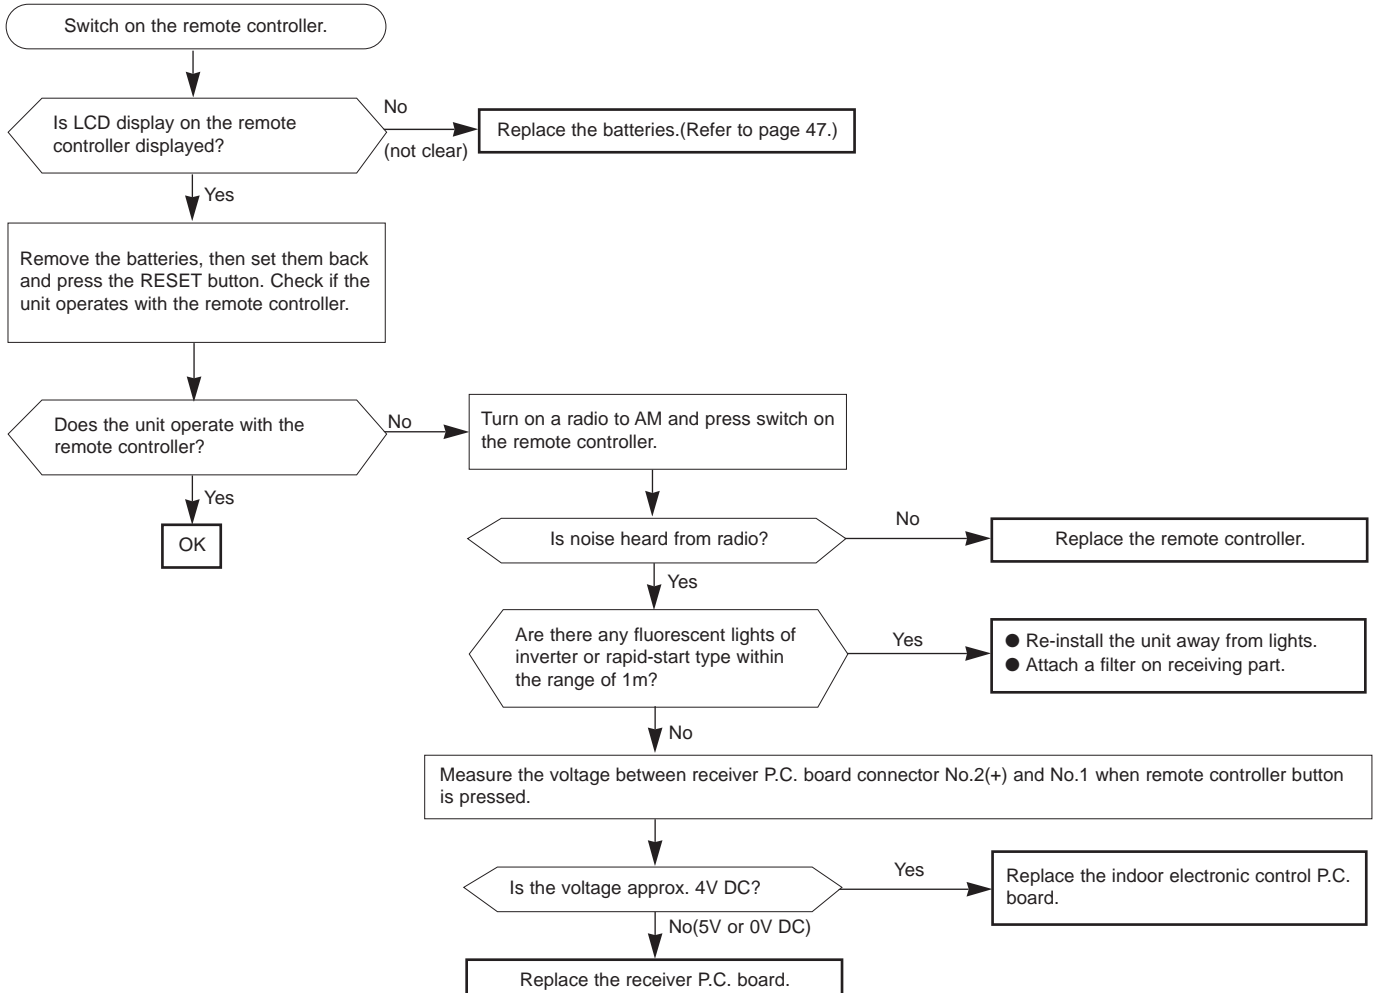 Switch on the remote controller.
Is LCD display on the remote
controller displayed?
No
(not clear)
Replace the batteries.(Refer to page 47.)
Yes
Remove the batteries, then set them back
and press the RESET button. Check if the
unit operates with the remote controller.
Does the unit operate with the
remote controller?
No
Turn on a radio to AM and press switch on
the remote controller.
Yes
OK
Is noise heard from radio?
No
Replace the remote controller.
Yes
Are there any fluorescent lights of
inverter or rapid-start type within
the range of 1m?
Yes
● Re-install the unit away from lights.
● Attach a filter on receiving part.
No
Measure the voltage between receiver P.C. board connector No.2(+) and No.1 when remote controller button
is pressed.
Is the voltage approx. 4V DC?
Yes
Replace the indoor electronic control P.C.
board.
No(5V or 0V DC)
Replace the receiver P.C. board.